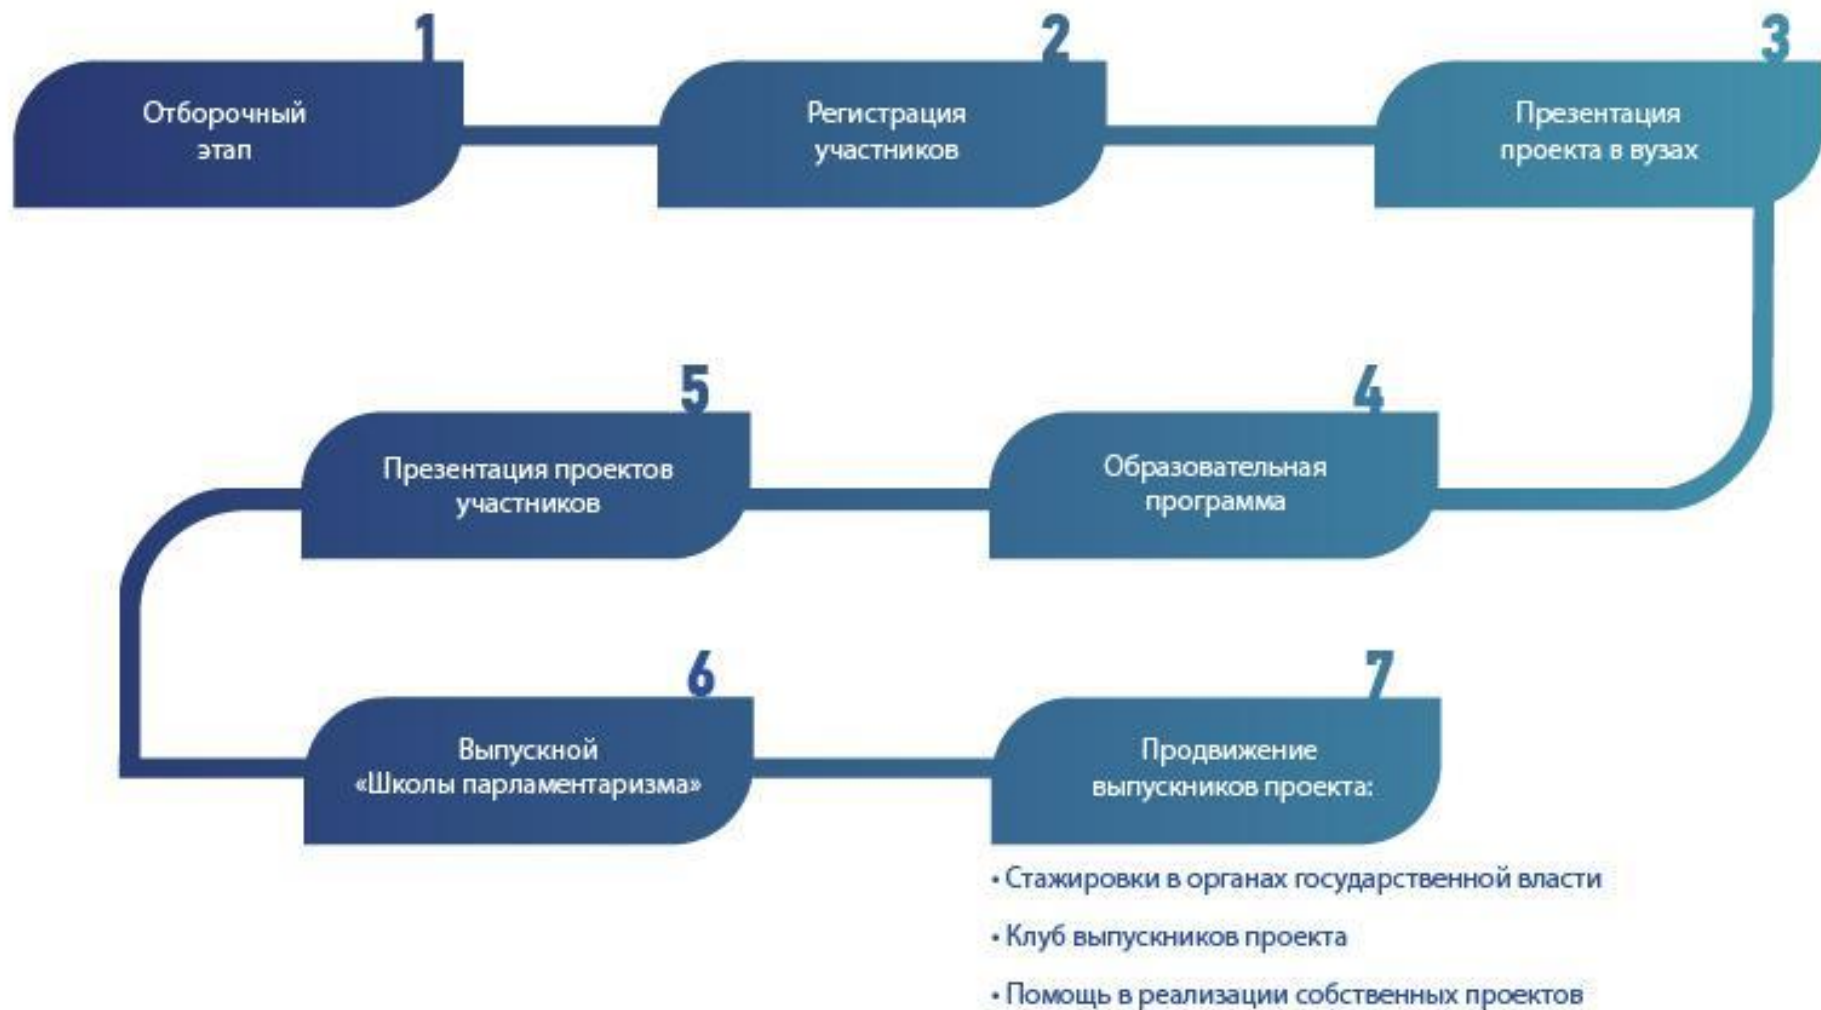 1
Отборочный
этап
2
Регистрация
участников
3
Презентация
проекта в вузах
4
Образовательная
программа
5
Презентация проектов
участников
6
Выпускной
«Школы парламентаризма»
7
Продвижение
выпускников проекта:
• Стажировки в органах государственной власти
• Клуб выпускников проекта
• Помощь в реализации собственных проектов